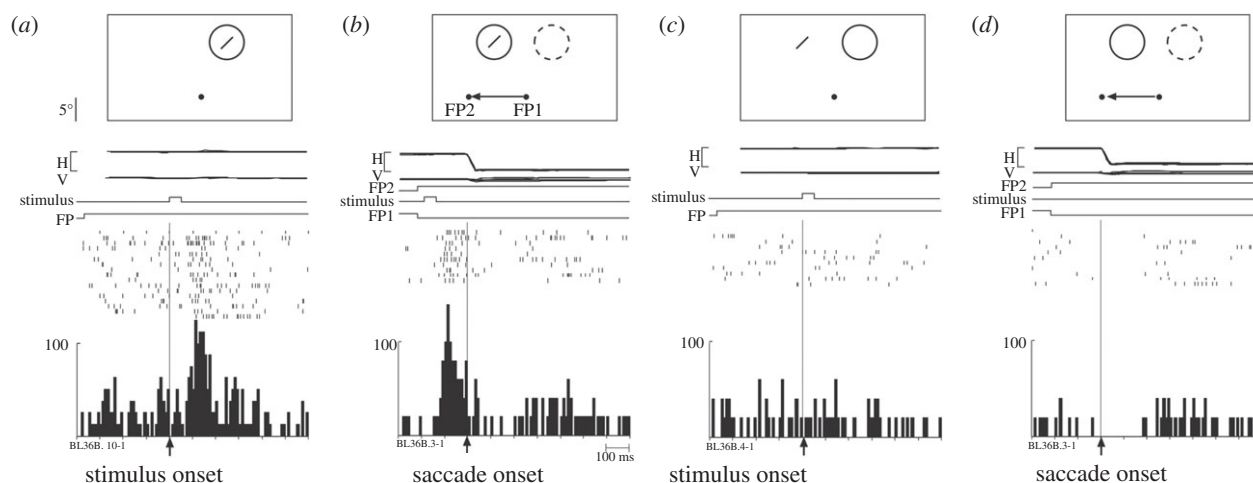 (a)
5°
H
V
stimulus
FP
100
BL36B. 10-1
stimulus onset
(b)
FP2 FP1
H
V
FP2
stimulus
FP1
100
BL36B.3-1
100 ms
saccade onset
(c)
H
V
stimulus
FP
100
BL36B.4-1
stimulus onset
(d)
H
V
FP2
stimulus
FP1
100
BL36B.3-1
saccade onset